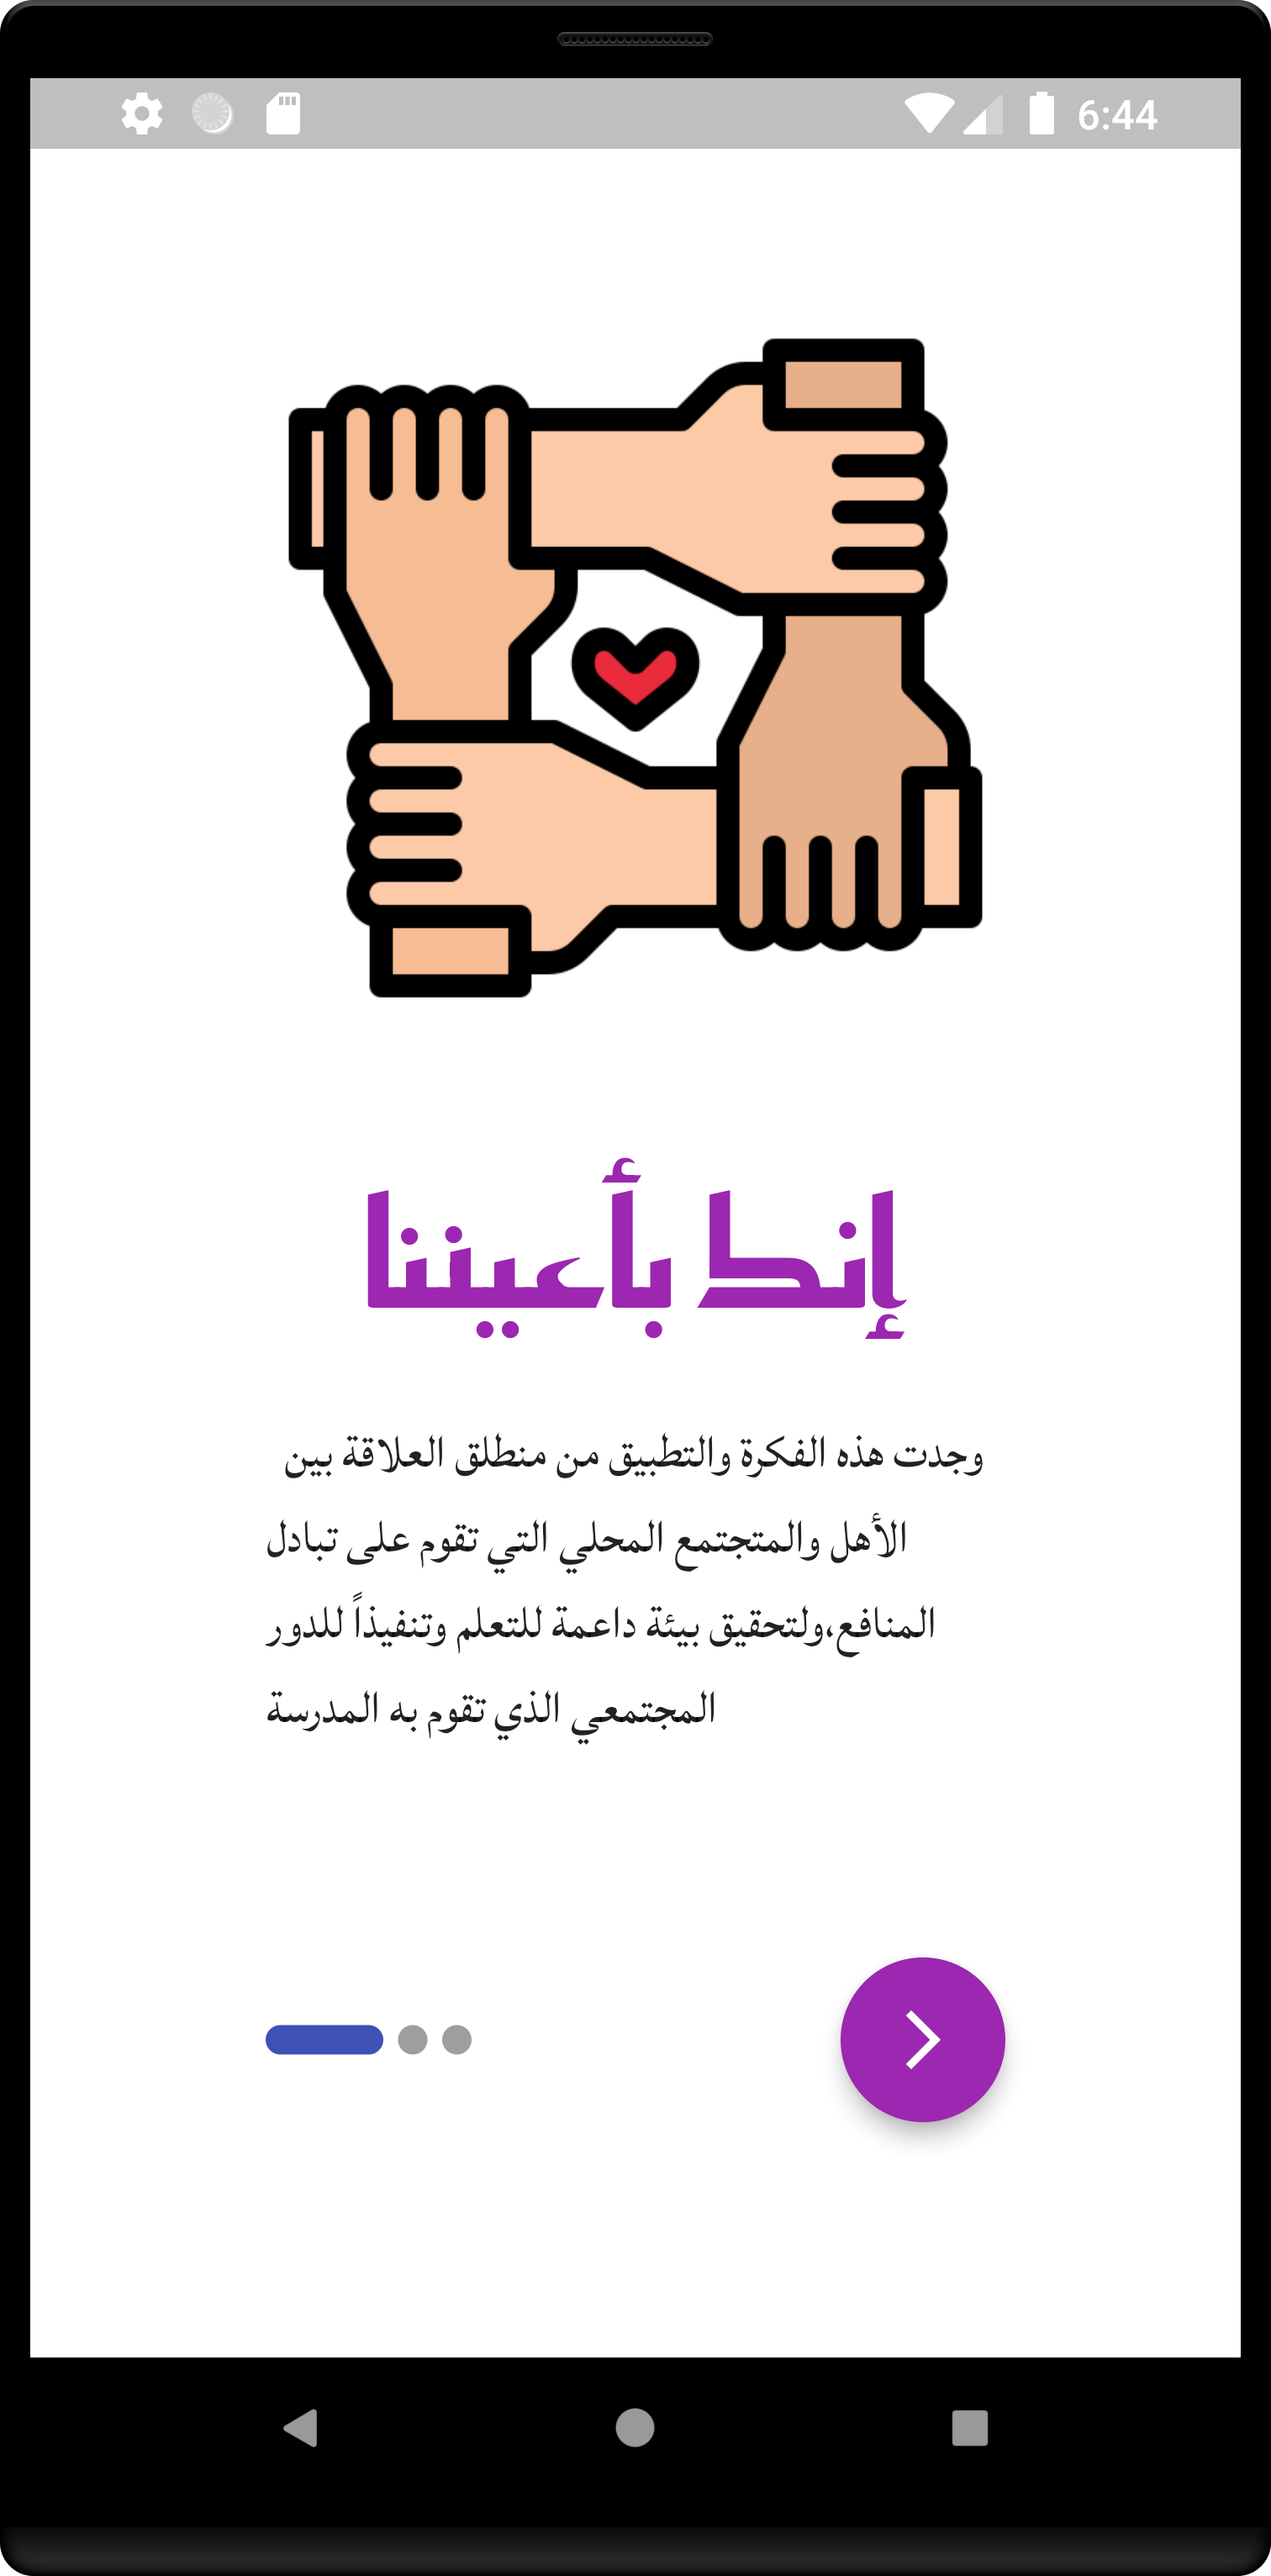 6:44
إنك بأعيننا
وجدت هذه الفكرة والتطبيق من منطلق العلاقة بين
الأهل والمتجتمع المحلي التي تقوم على تبادل
المنافع،ولتحقيق بيئة داعمة للتعلم وتنفيذاً للدور
المجتمعي الذي تقوم به المدرسة